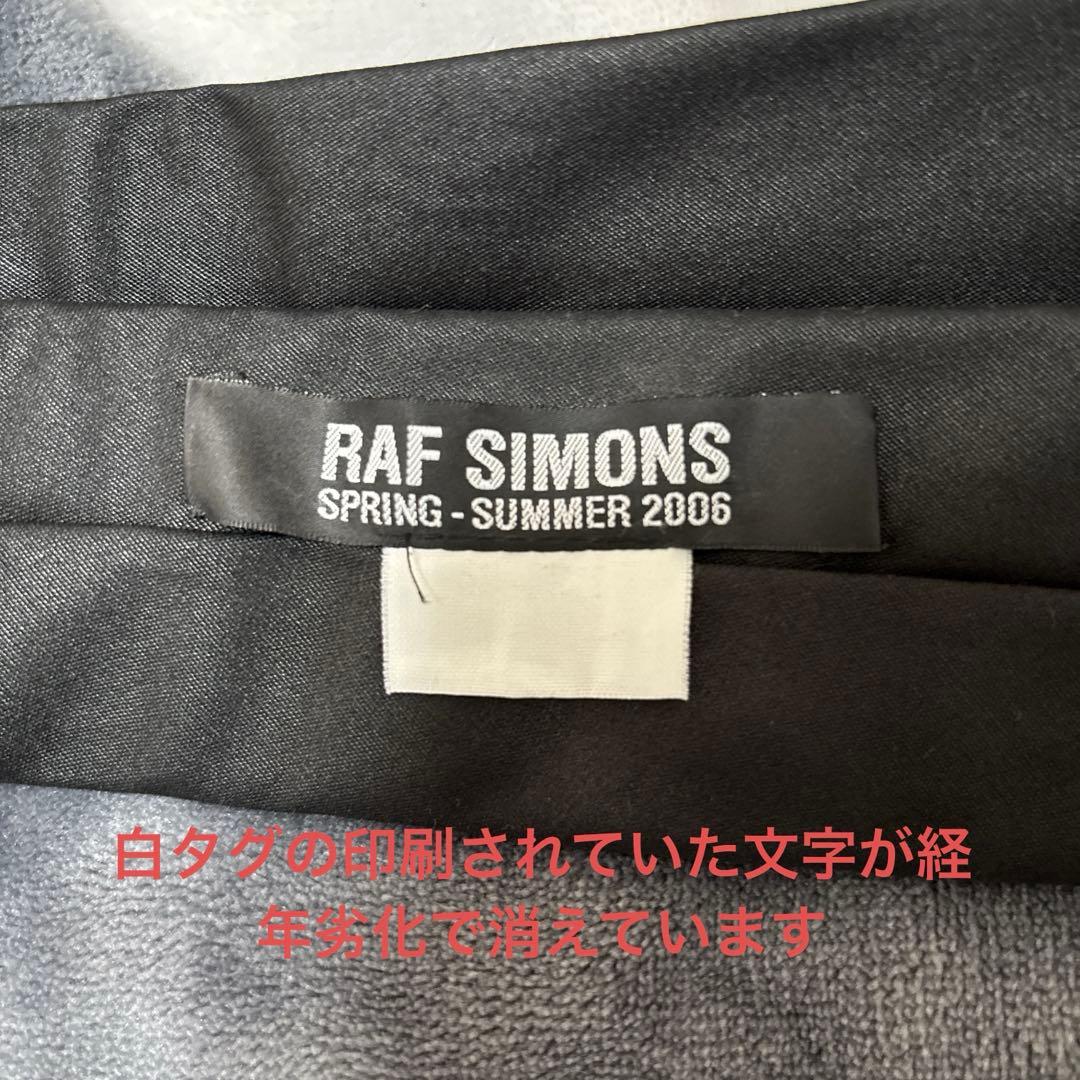 RAF SIMONS
SPRING - SUMMER 2006
白タグの印刷されていた文字が経
年劣化で消えています